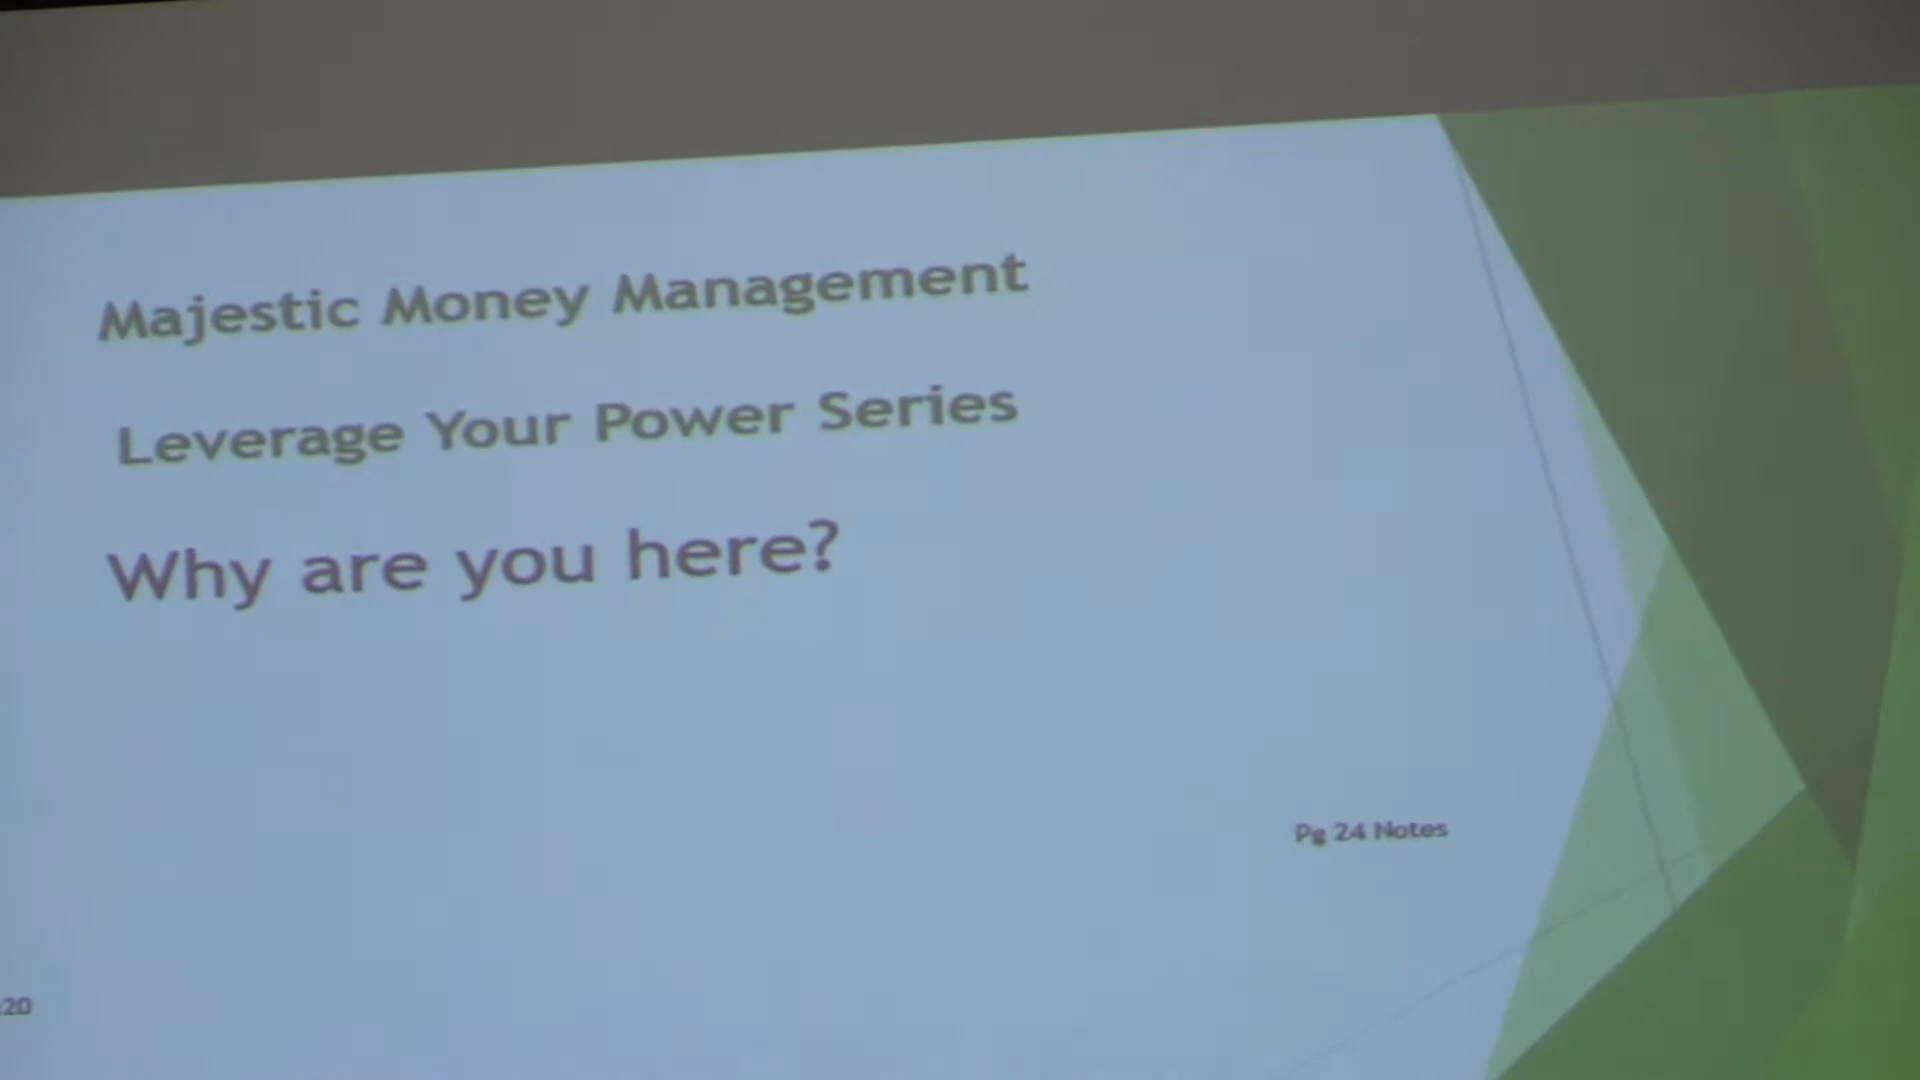 Majestic Money Management
Leverage Your Power Series
Why are you here?
Pg 24 Notes
:20